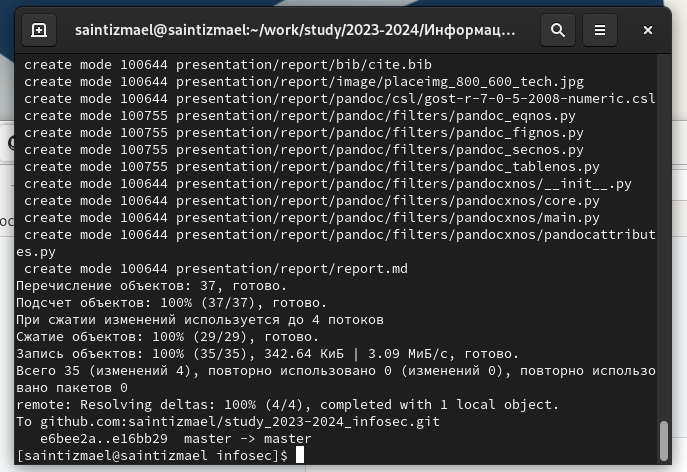 saintizmael@saintizmael:~/work/study/2023-2024/Информац…
create mode 100644 presentation/report/bib/cite.bib
create mode 100644 presentation/report/image/placeimg_800_600_tech.jpg
create mode 100644 presentation/report/pandoc/csl/gost-r-7-0-5-2008-numeric.csl
create mode 100755 presentation/report/pandoc/filters/pandoc_eqnos.py
create mode 100755 presentation/report/pandoc/filters/pandoc_fignos.py
create mode 100755 presentation/report/pandoc/filters/pandoc_secnos.py
create mode 100755 presentation/report/pandoc/filters/pandoc_tablenos.py
create mode 100644 presentation/report/pandoc/filters/pandocxnos/__init__.py
create mode 100644 presentation/report/pandoc/filters/pandocxnos/core.py
create mode 100644 presentation/report/pandoc/filters/pandocxnos/main.py
create mode 100644 presentation/report/pandoc/filters/pandocxnos/pandocattribut
es.py
create mode 100644 presentation/report/report.md
Перечисление объектов: 37, готово.
Подсчет объектов: 100% (37/37), готово.
При сжатии изменений используется до 4 потоков
Сжатие объектов: 100% (29/29), готово.
Запись объектов: 100% (35/35), 342.64 КиБ | 3.09 МиБ/с, готово.
Всего 35 (изменений 4), повторно использовано 0 (изменений 0), повторно использо
вано пакетов 0
remote: Resolving deltas: 100% (4/4), completed with 1 local object.
To github.com:saintizmael/study_2023-2024_infosec.git
e6bee2a..e16bb29  master -> master
[saintizmael@saintizmael infosec]$